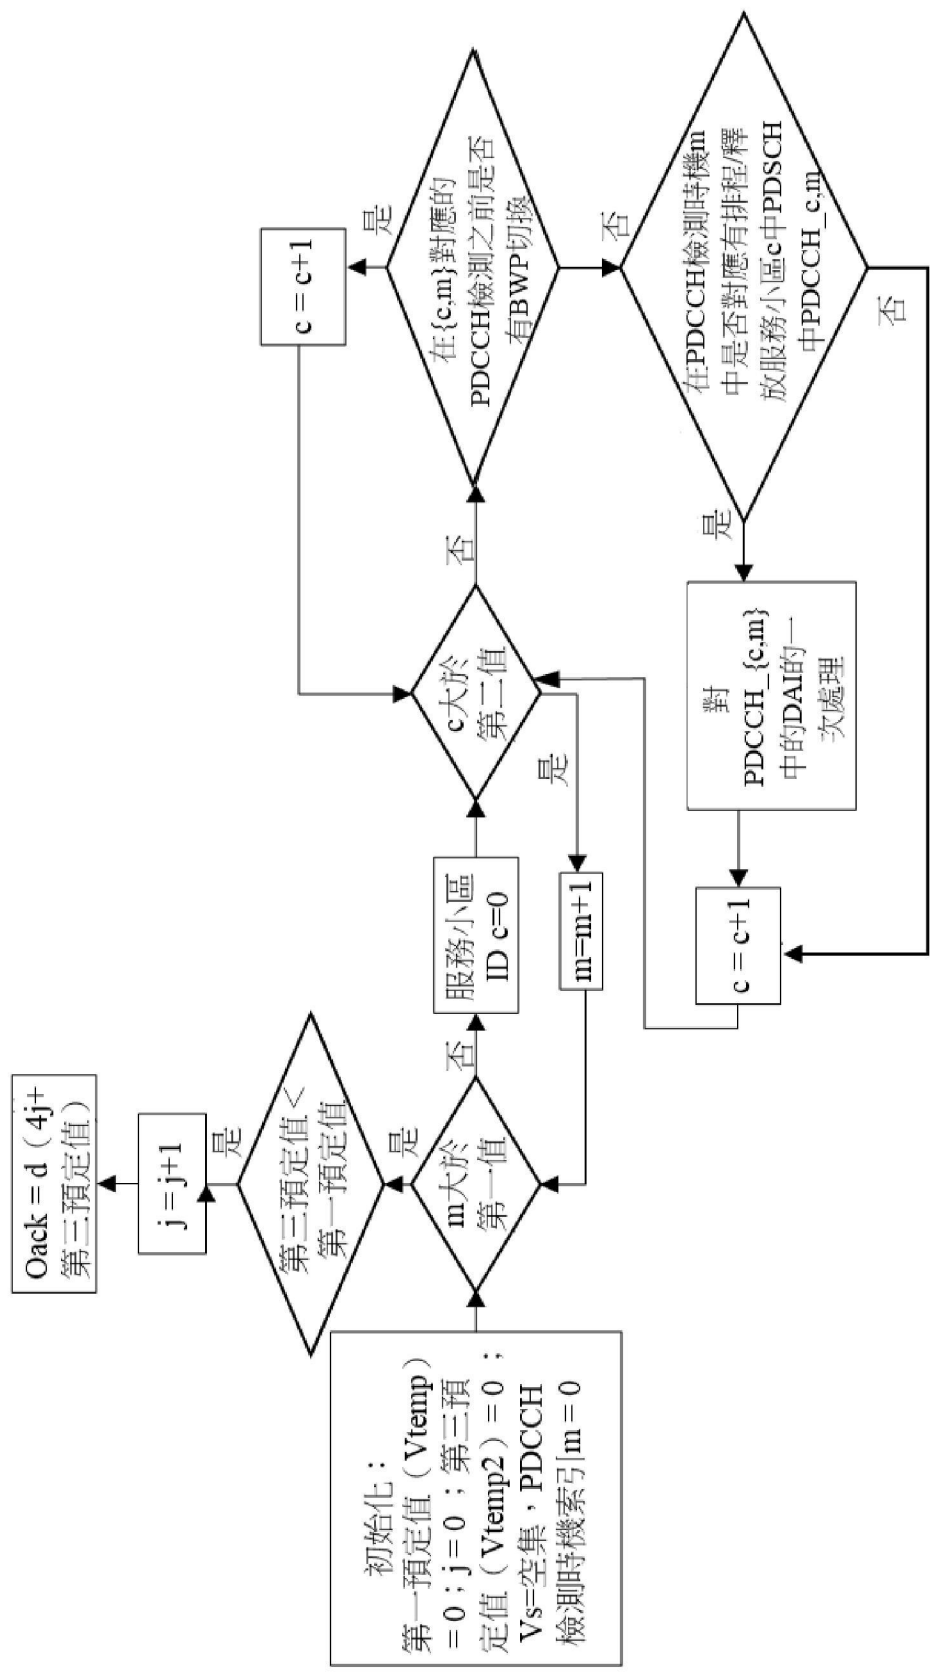 初始化：
第一預定值（Vtemp）
= 0；j = 0；第三預
定值（Vtemp2）= 0；
Vs=空集，PDCCH
檢測時機索引m = 0
m大於
第一值
是
第三預定值 <
第一預定值
是
j = j+1
Oack = d（4j+
第三預定值）
否
服務小區
ID c=0
c大於
第二值
是
m=m+1
否
在{c,m}對應的
PDCCH檢測之前是否
有BWP切換
是
c = c+1
否
在PDCCH檢測時機m
中是否對應有排程/釋
放服務小區c中PDSCH
中PDCCH_c,m
是
對
PDCCH_{c,m}
中的DAI的一
次處理
否
c = c+1